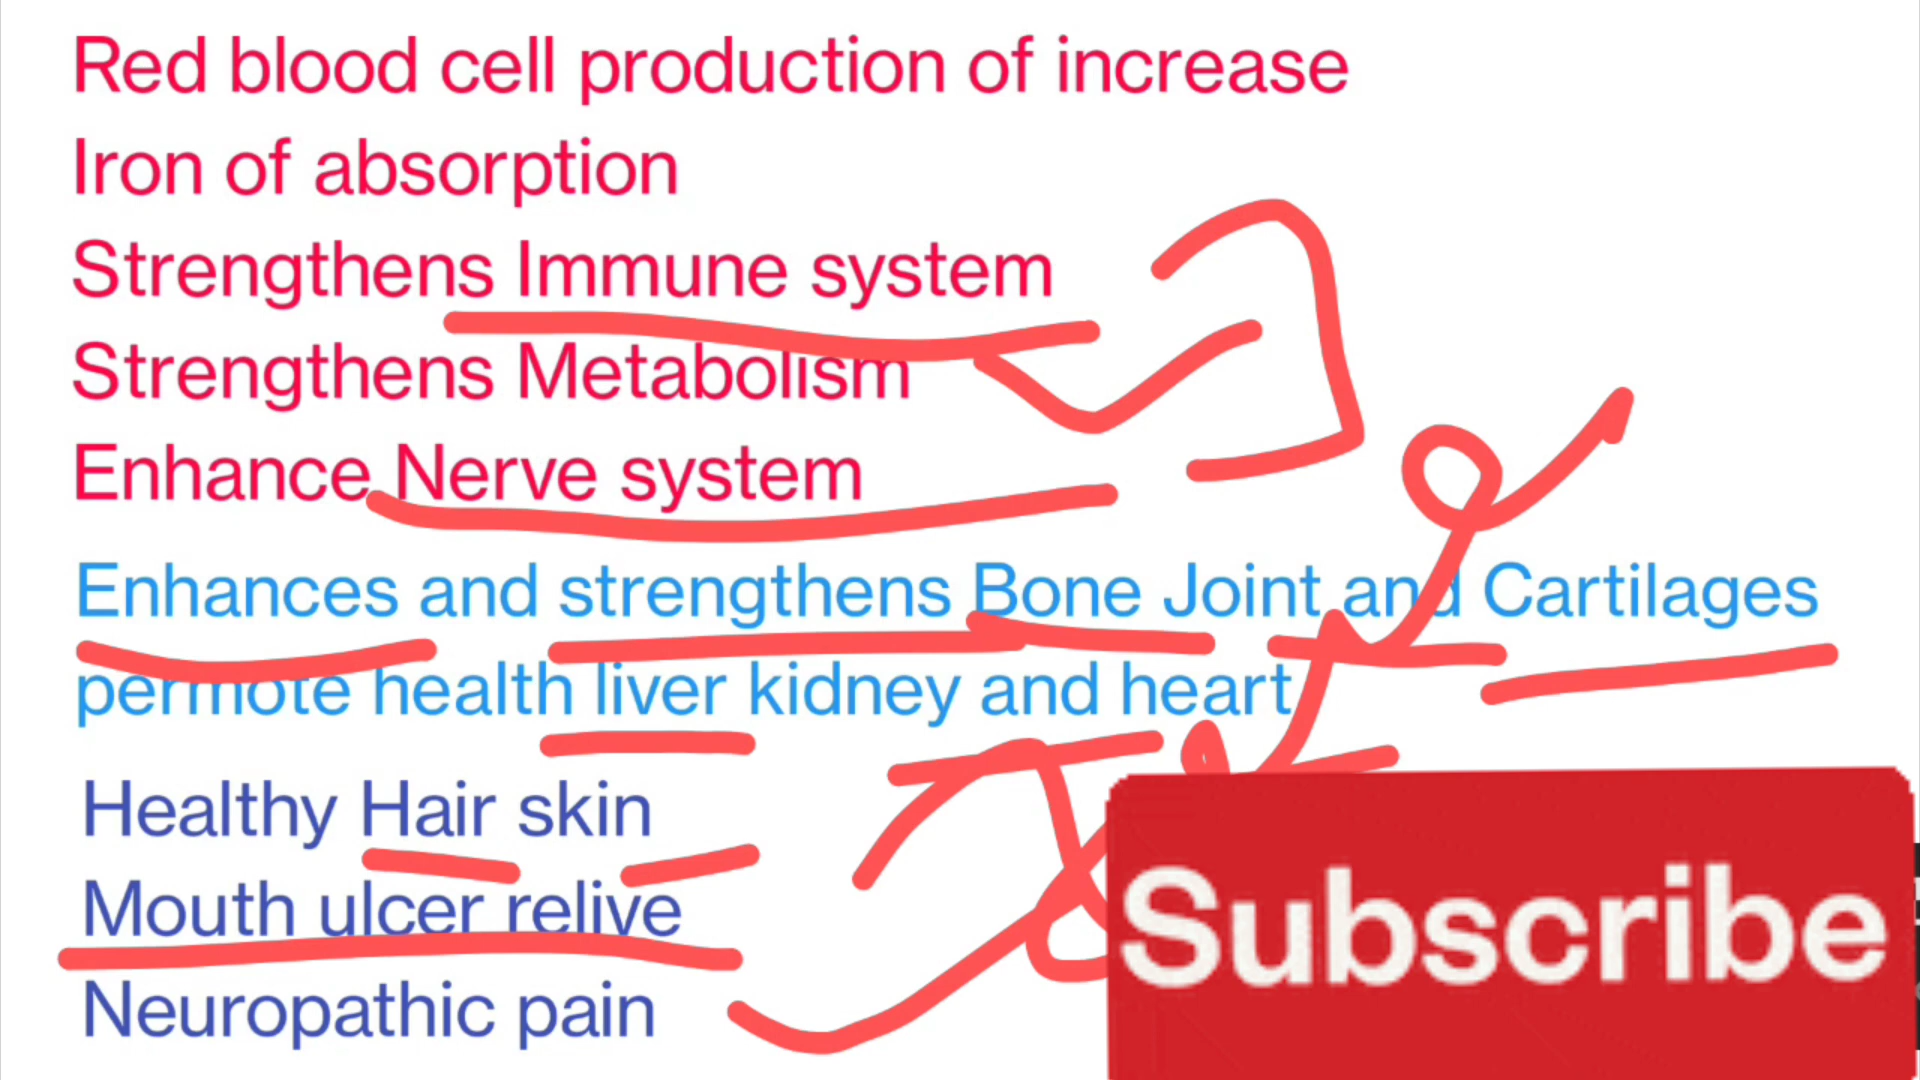 Red blood cell production of increase
Iron of absorption
Strengthens Immune system
Strengthens Metabolism
Enhance Nerve system
Enhances and strengthens Bone Joint and Cartilages
permote health liver kidney and heart
Healthy Hair skin
Mouth ulcer relive
Neuropathic pain
Subscribe